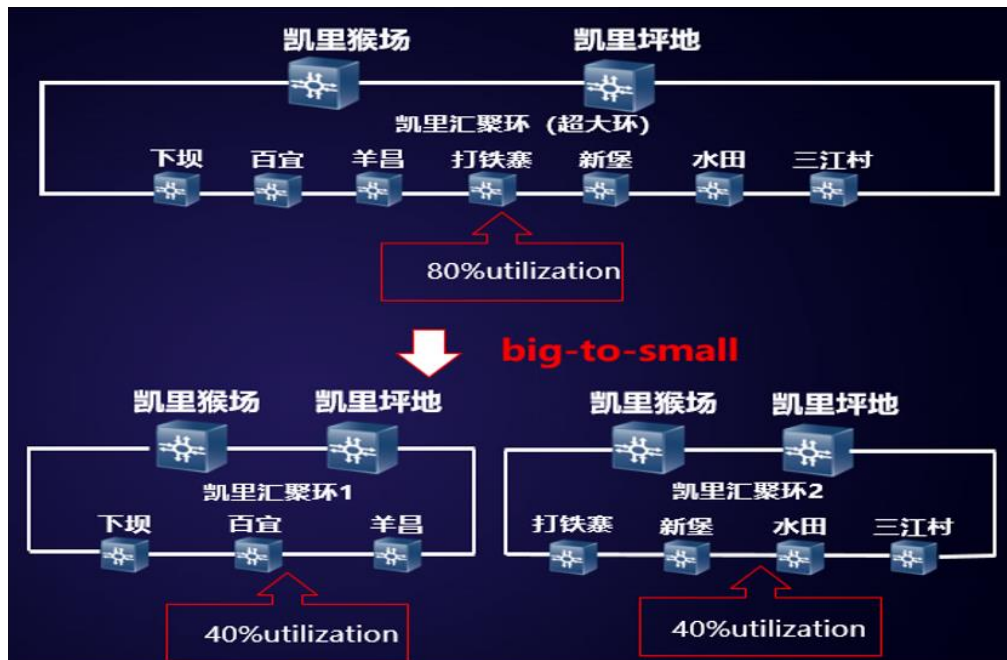 凯里猴场 凯里坪地
凯里汇聚环（超大环）
下坝 百宜 羊昌 打铁寨 新堡 水田 三江村
80%utilization
big-to-small
凯里猴场 凯里坪地
凯里汇聚环1
下坝 百宜 羊昌
40%utilization
凯里猴场 凯里坪地
凯里汇聚环2
打铁寨 新堡 水田 三江村
40%utilization